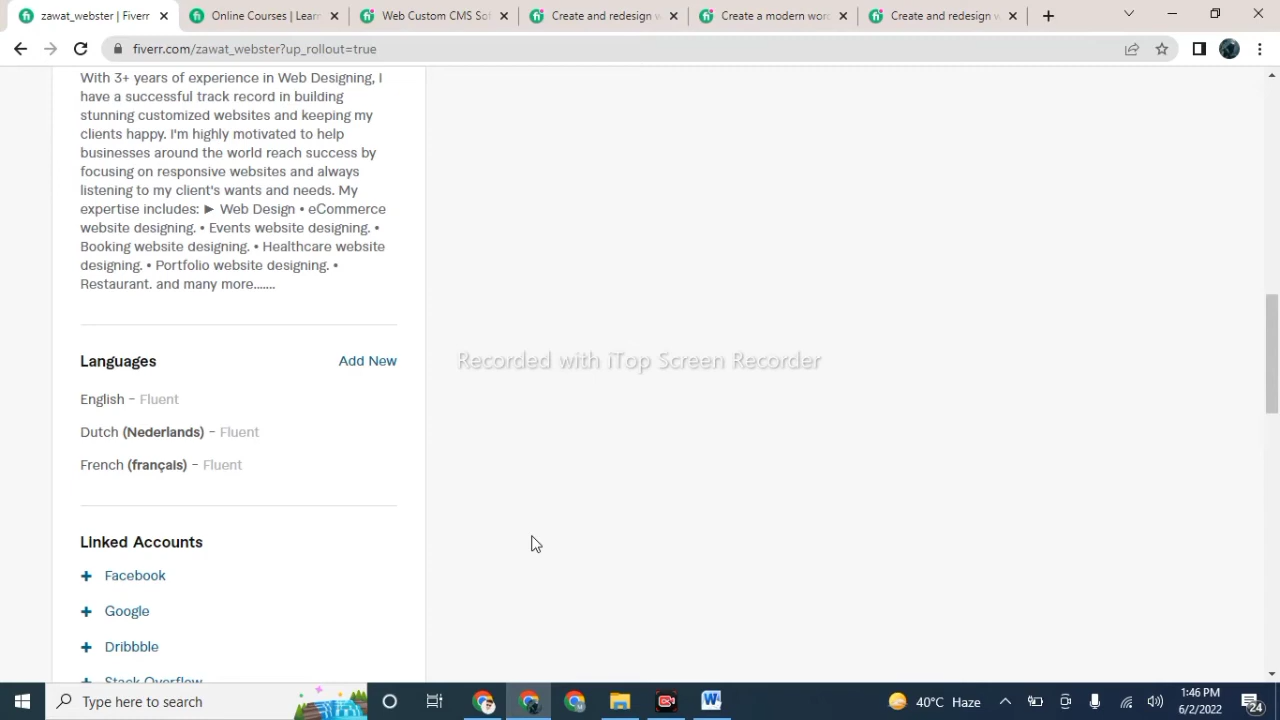 zawat_webster | Fiverr
Online Courses | Learn
Web Custom CMS Sof
Create and redesign w
Create a modern word
Create and redesign w
fiverr.com/zawat_webster?up_rollout=true
With 3+ years of experience in Web Designing, I
have a successful track record in building
stunning customized websites and keeping my
clients happy. I'm highly motivated to help
businesses around the world reach success by
focusing on responsive websites and always
listening to my client's wants and needs. My
expertise includes: ► Web Design • eCommerce
website designing. • Events website designing. •
Booking website designing. • Healthcare website
designing. • Portfolio website designing. •
Restaurant. and many more.......
Languages Add New
English - Fluent
Dutch (Nederlands) - Fluent
French (français) - Fluent
Linked Accounts
+ Facebook
+ Google
+ Dribbble
+ Stack Overflow
Recorded with iTop Screen Recorder
Type here to search
40°C Haze
1:46 PM
6/2/2022
24